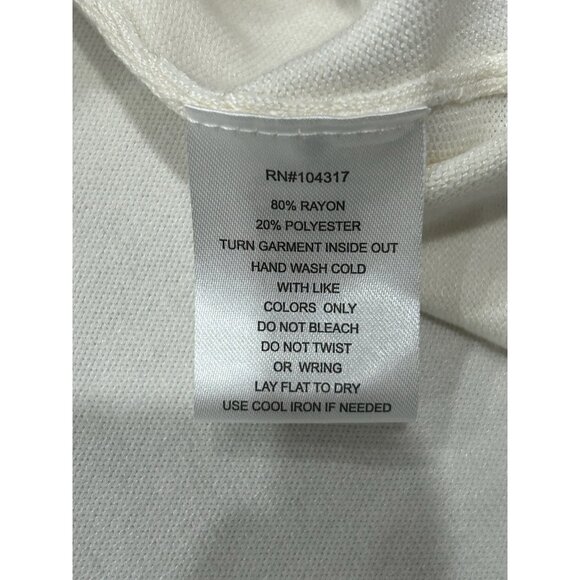 RN#104317
80% RAYON
20% POLYESTER
TURN GARMENT INSIDE OUT
HAND WASH COLD
WITH LIKE
COLORS ONLY
DO NOT BLEACH
DO NOT TWIST
OR WRING
LAY FLAT TO DRY
USE COOL IRON IF NEEDED